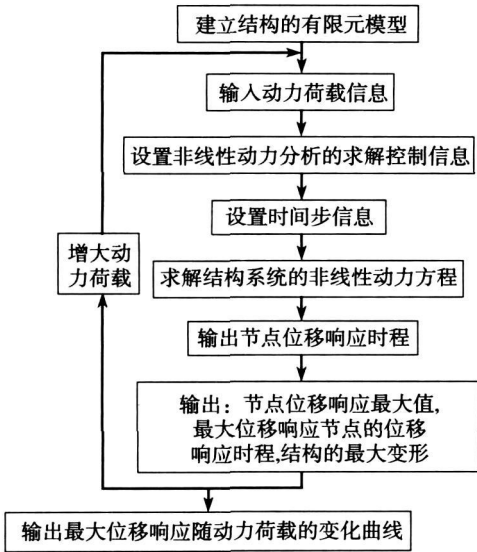 建立结构的有限元模型
输入动力荷载信息
设置非线性动力分析的求解控制信息
设置时间步信息
增大动
力荷载
求解结构系统的非线性动力方程
输出节点位移响应时程
输出：节点位移响应最大值,
最大位移响应节点的位移
响应时程,结构的最大变形
输出最大位移响应随动力荷载的变化曲线